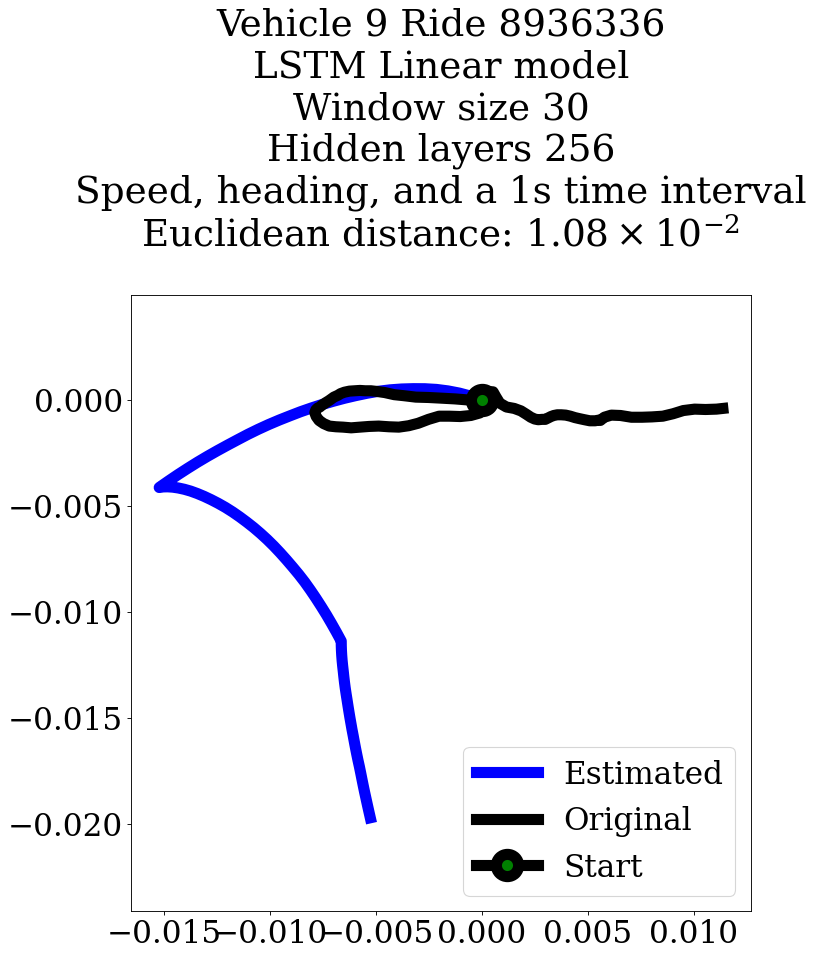 Vehicle 9 Ride 8936336
LSTM Linear model
Window size 30
Hidden layers 256
Speed, heading, and a 1s time interval
Euclidean distance: 1.08 × 10⁻²
0.000
−0.005
−0.010
−0.015
−0.020
Estimated
Original
Start
−0.015 −0.010 −0.005 0.000 0.005 0.010